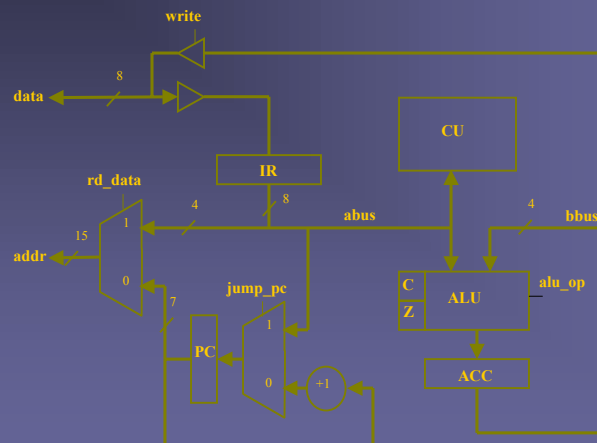 write
8
data
CU
IR
rd_data
8
4
abus
4
bbus
1
15
addr
0
jump_pc
7
C
ALU
alu_op
Z
1
PC
0
+1
ACC